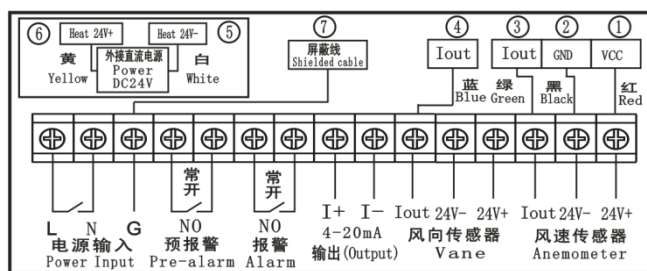 ⑥ Heat 24V+ Heat 24V- ⑤
黄 Yellow
外接直流电源
Power
DC24V
白 White
⑦
屏蔽线
Shielded cable
④ ③ ② ①
Iout Iout GND VCC
蓝 Blue
绿 Green
黑 Black
红 Red
常开 常开
L N G NO NO I+ I- Iout 24V- 24V+ Iout 24V- 24V+
4-20mA
电源输入 预报警 报警 输出(Output) 风向传感器 风速传感器
Power Input Pre-alarm Alarm Vane Anemometer